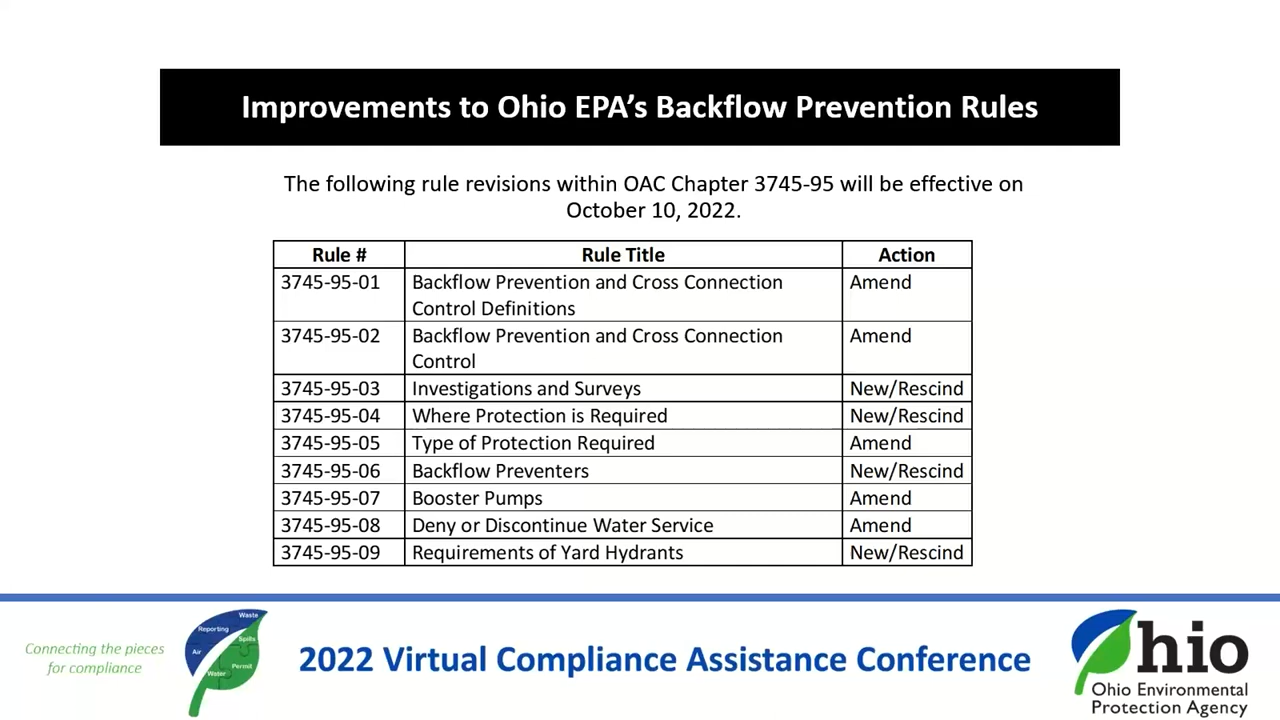 Improvements to Ohio EPA’s Backflow Prevention Rules
The following rule revisions within OAC Chapter 3745-95 will be effective on
October 10, 2022.
Rule # Rule Title Action
3745-95-01 Backflow Prevention and Cross Connection Amend
Control Definitions
3745-95-02 Backflow Prevention and Cross Connection Amend
Control
3745-95-03 Investigations and Surveys New/Rescind
3745-95-04 Where Protection is Required New/Rescind
3745-95-05 Type of Protection Required Amend
3745-95-06 Backflow Preventers New/Rescind
3745-95-07 Booster Pumps Amend
3745-95-08 Deny or Discontinue Water Service Amend
3745-95-09 Requirements of Yard Hydrants New/Rescind
Connecting the pieces
for compliance
Waste
Reporting
Spills
Air
Permit
Water
2022 Virtual Compliance Assistance Conference
Ohio
Ohio Environmental
Protection Agency